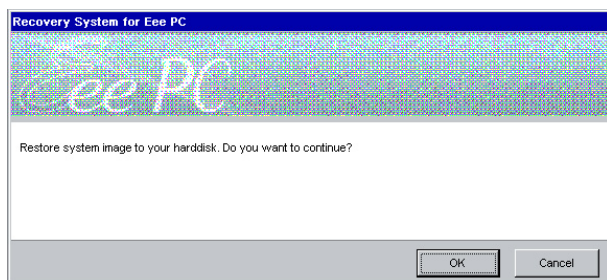 Recovery System for Eee PC
Eee PC
Restore system image to your harddisk. Do you want to continue?
OK
Cancel